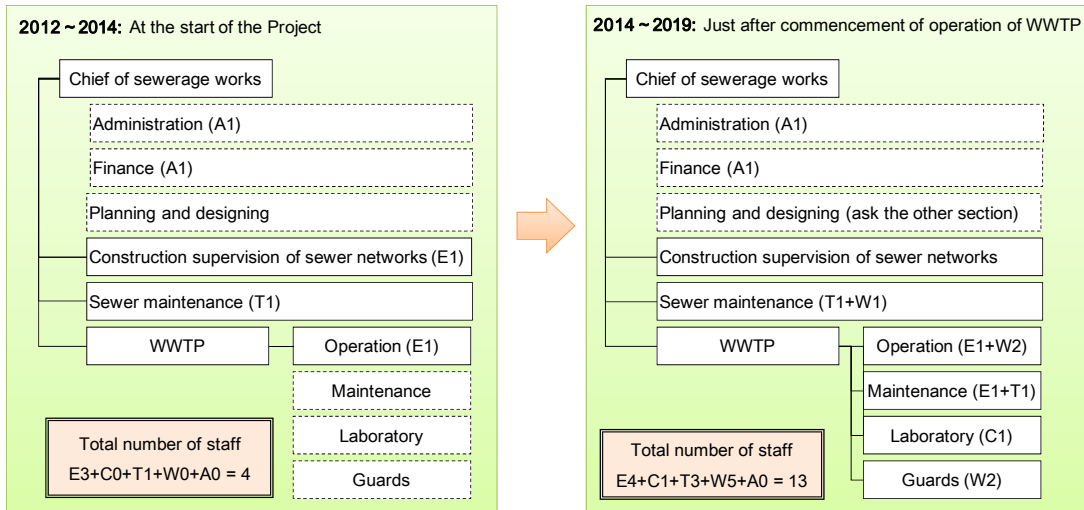 2012～2014: At the start of the Project
Chief of sewerage works
Administration (A1)
Finance (A1)
Planning and designing
Construction supervision of sewer networks (E1)
Sewer maintenance (T1)
WWTP
Operation (E1)
Maintenance
Laboratory
Guards
Total number of staff
E3+C0+T1+W0+A0 = 4
2014～2019: Just after commencement of operation of WWTP
Chief of sewerage works
Administration (A1)
Finance (A1)
Planning and designing (ask the other section)
Construction supervision of sewer networks
Sewer maintenance (T1+W1)
WWTP
Operation (E1+W2)
Maintenance (E1+T1)
Laboratory (C1)
Guards (W2)
Total number of staff
E4+C1+T3+W5+A0 = 13